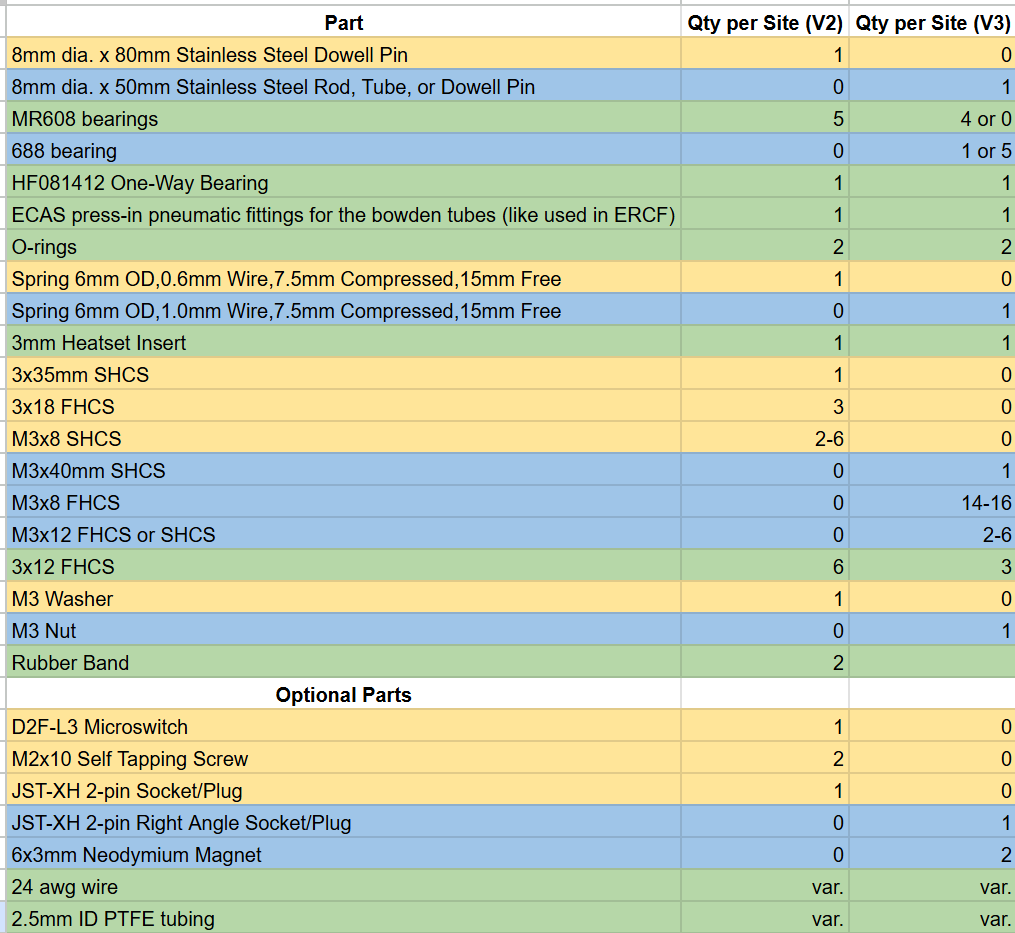 Part Qty per Site (V2) Qty per Site (V3)
8mm dia. x 80mm Stainless Steel Dowell Pin 1 0
8mm dia. x 50mm Stainless Steel Rod, Tube, or Dowell Pin 0 1
MR608 bearings 5 4 or 0
688 bearing 0 1 or 5
HF081412 One-Way Bearing 1 1
ECAS press-in pneumatic fittings for the bowden tubes (like used in ERCF) 1 1
O-rings 2 2
Spring 6mm OD,0.6mm Wire,7.5mm Compressed,15mm Free 1 0
Spring 6mm OD,1.0mm Wire,7.5mm Compressed,15mm Free 0 1
3mm Heatset Insert 1 1
3x35mm SHCS 1 0
3x18 FHCS 3 0
M3x8 SHCS 2-6 0
M3x40mm SHCS 0 1
M3x8 FHCS 0 14-16
M3x12 FHCS or SHCS 0 2-6
3x12 FHCS 6 3
M3 Washer 1 0
M3 Nut 0 1
Rubber Band 2
Optional Parts
D2F-L3 Microswitch 1 0
M2x10 Self Tapping Screw 2 0
JST-XH 2-pin Socket/Plug 1 0
JST-XH 2-pin Right Angle Socket/Plug 0 1
6x3mm Neodymium Magnet 0 2
24 awg wire var. var.
2.5mm ID PTFE tubing var. var.